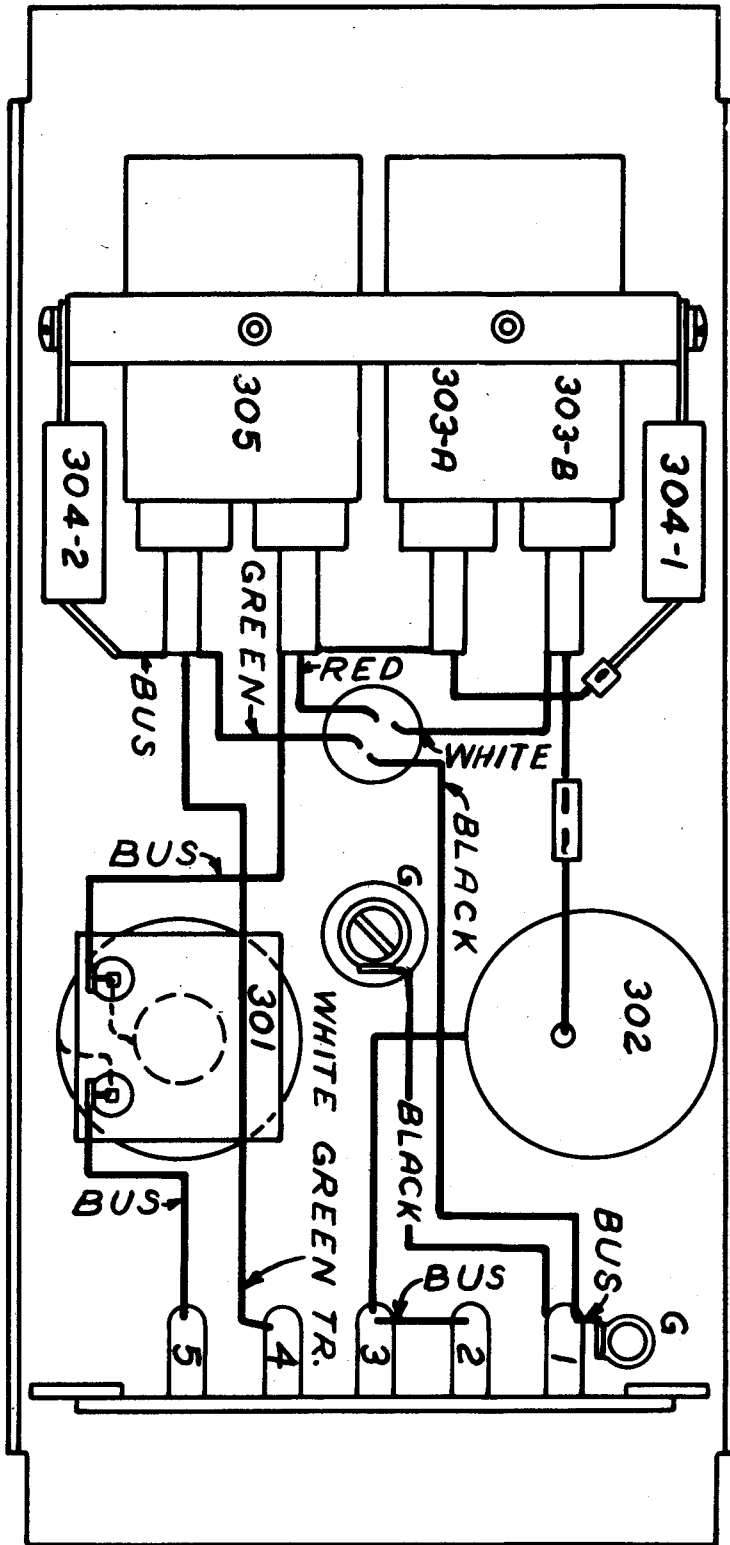 305
303-A
303-B
304-2
304-1
GREEN
RED
BUS
WHITE
BLACK
BUS
G
301
302
WHITE GREEN TR.
BLACK
BUS
BUS
BUS
G
5
4
3
2
1